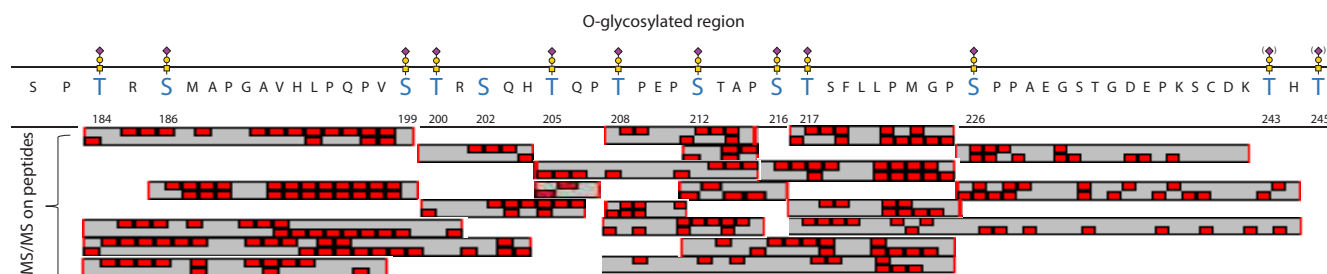 O-glycosylated region
( ) ( )
S P T R S M A P G A V H L P Q P V S T R S Q H T Q P T P E P S T A P S T S F L L P M G P S P P A E G S T G D E P K S C D K T H T
184 186 199 200 202 205 208 212 216 217 226 243 245
MS/MS on peptides